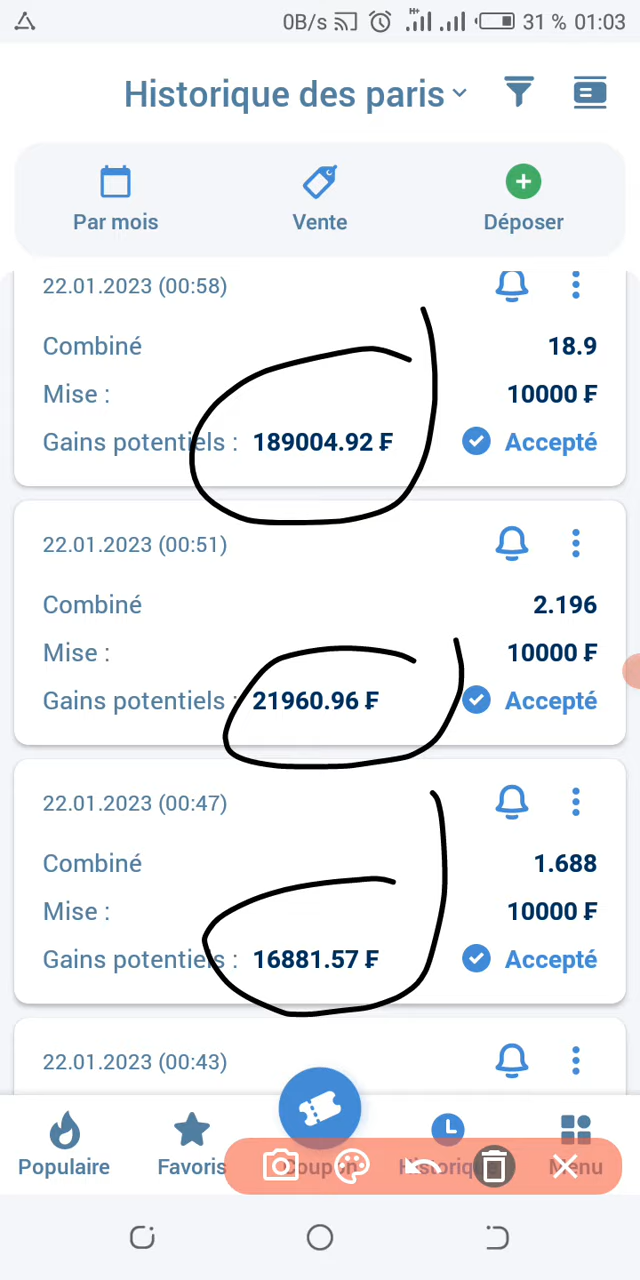 0B/s H+ 31 % 01:03
Historique des paris
Par mois Vente Déposer
22.01.2023 (00:58)
Combiné 18.9
Mise : 10000 ₣
Gains potentiels : 189004.92 ₣ Accepté
22.01.2023 (00:51)
Combiné 2.196
Mise : 10000 ₣
Gains potentiels : 21960.96 ₣ Accepté
22.01.2023 (00:47)
Combiné 1.688
Mise : 10000 ₣
Gains potentiels : 16881.57 ₣ Accepté
22.01.2023 (00:43)
Populaire Favoris Coupon Historique Menu